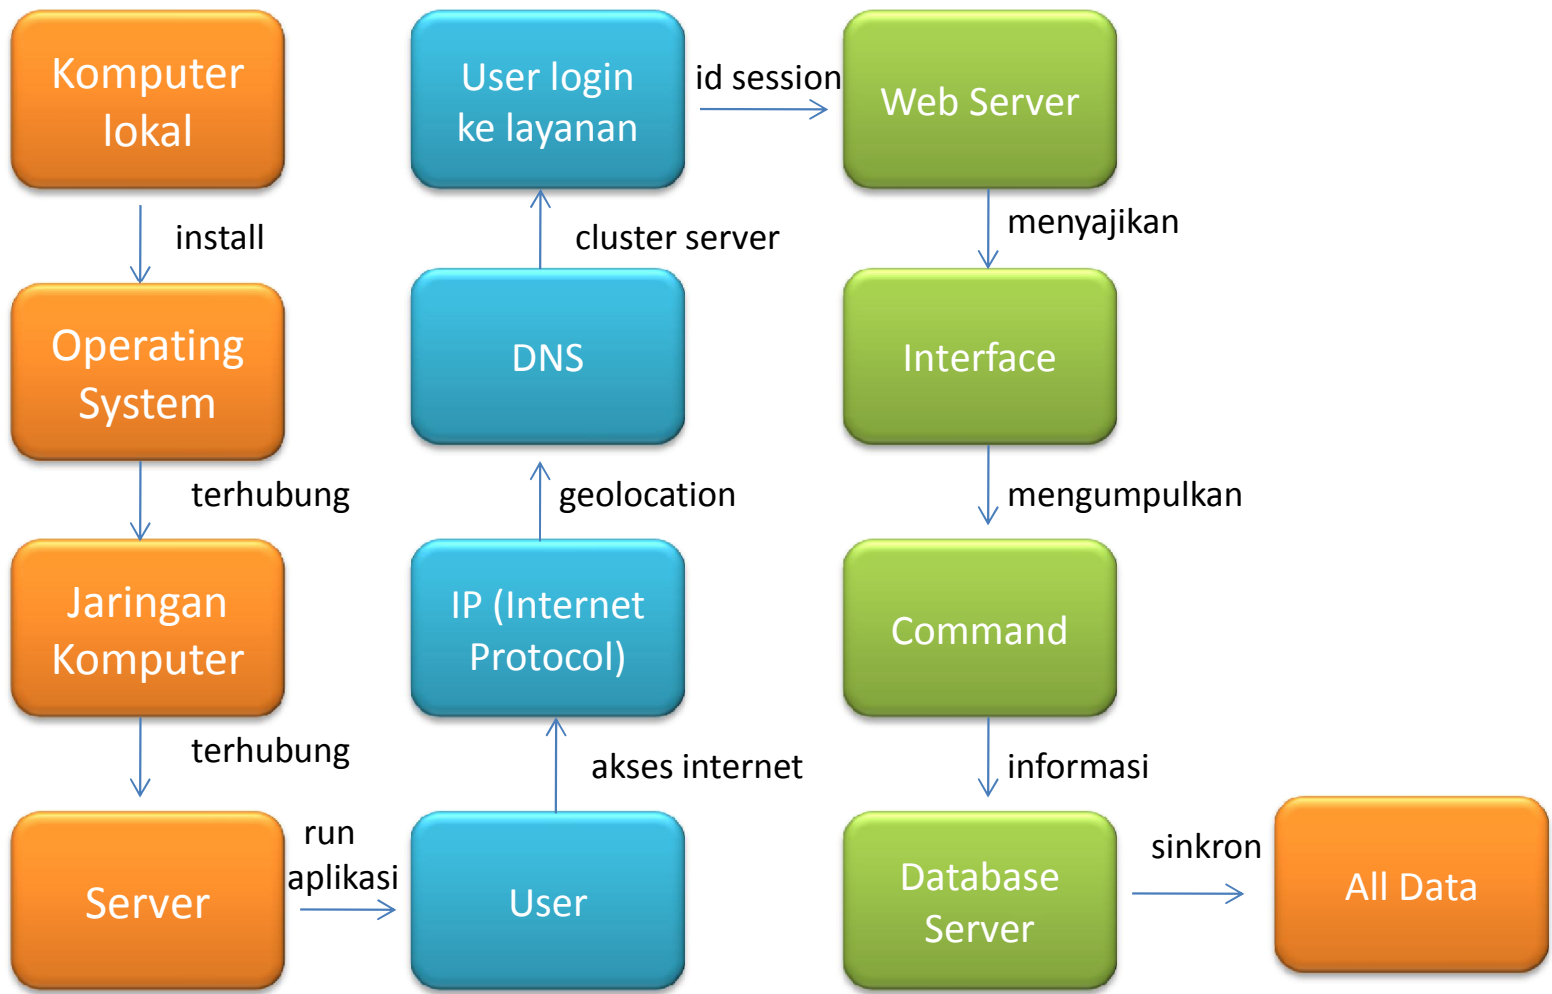 Komputer
lokal
install
Operating
System
terhubung
Jaringan
Komputer
terhubung
Server
run
aplikasi
User
akses internet
IP (Internet
Protocol)
geolocation
DNS
cluster server
User login
ke layanan
id session
Web Server
menyajikan
Interface
mengumpulkan
Command
informasi
Database
Server
sinkron
All Data